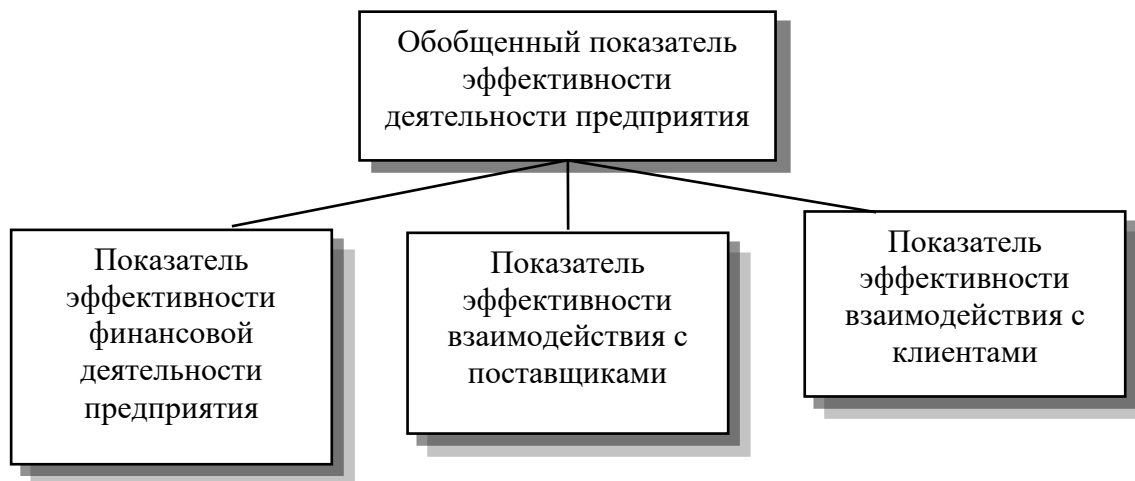 Обобщенный показатель
эффективности
деятельности предприятия
Показатель
эффективности
финансовой
деятельности
предприятия
Показатель
эффективности
взаимодействия с
поставщиками
Показатель
эффективности
взаимодействия с
клиентами